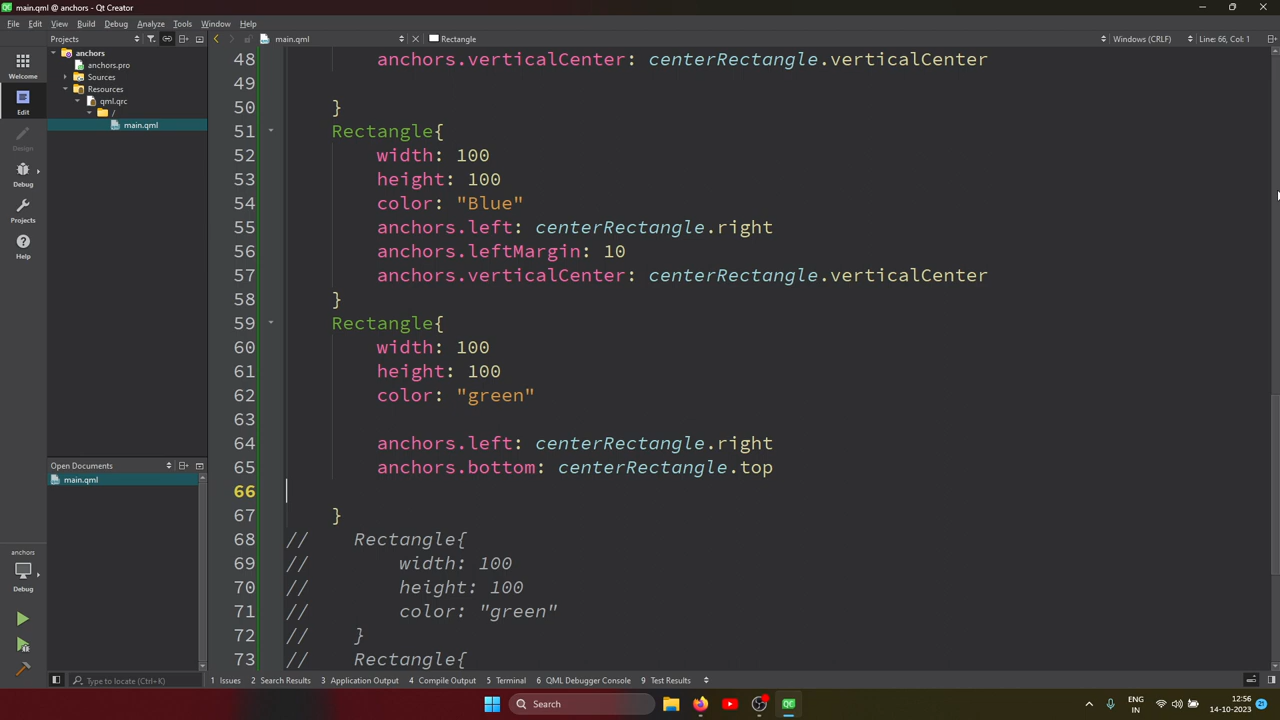 main.qml @ anchors - Qt Creator
File Edit View Build Debug Analyze Tools Window Help
Projects
main.qml
Rectangle
Windows (CRLF)
Line: 66, Col: 1
Welcome
Edit
Design
Debug
Projects
Help
anchors
anchors.pro
Sources
Resources
qml.qrc
/
main.qml
Open Documents
main.qml
anchors
Debug
48 anchors.verticalCenter: centerRectangle.verticalCenter
49
50 }
51 Rectangle{
52 width: 100
53 height: 100
54 color: "Blue"
55 anchors.left: centerRectangle.right
56 anchors.leftMargin: 10
57 anchors.verticalCenter: centerRectangle.verticalCenter
58 }
59 Rectangle{
60 width: 100
61 height: 100
62 color: "green"
63
64 anchors.left: centerRectangle.right
65 anchors.bottom: centerRectangle.top
66
67 }
68 // Rectangle{
69 // width: 100
70 // height: 100
71 // color: "green"
72 // }
73 // Rectangle{
Type to locate (Ctrl+K)
1 Issues 2 Search Results 3 Application Output 4 Compile Output 5 Terminal 6 QML Debugger Console 9 Test Results
Search
QC
ENG
IN
12:56
14-10-2023
21